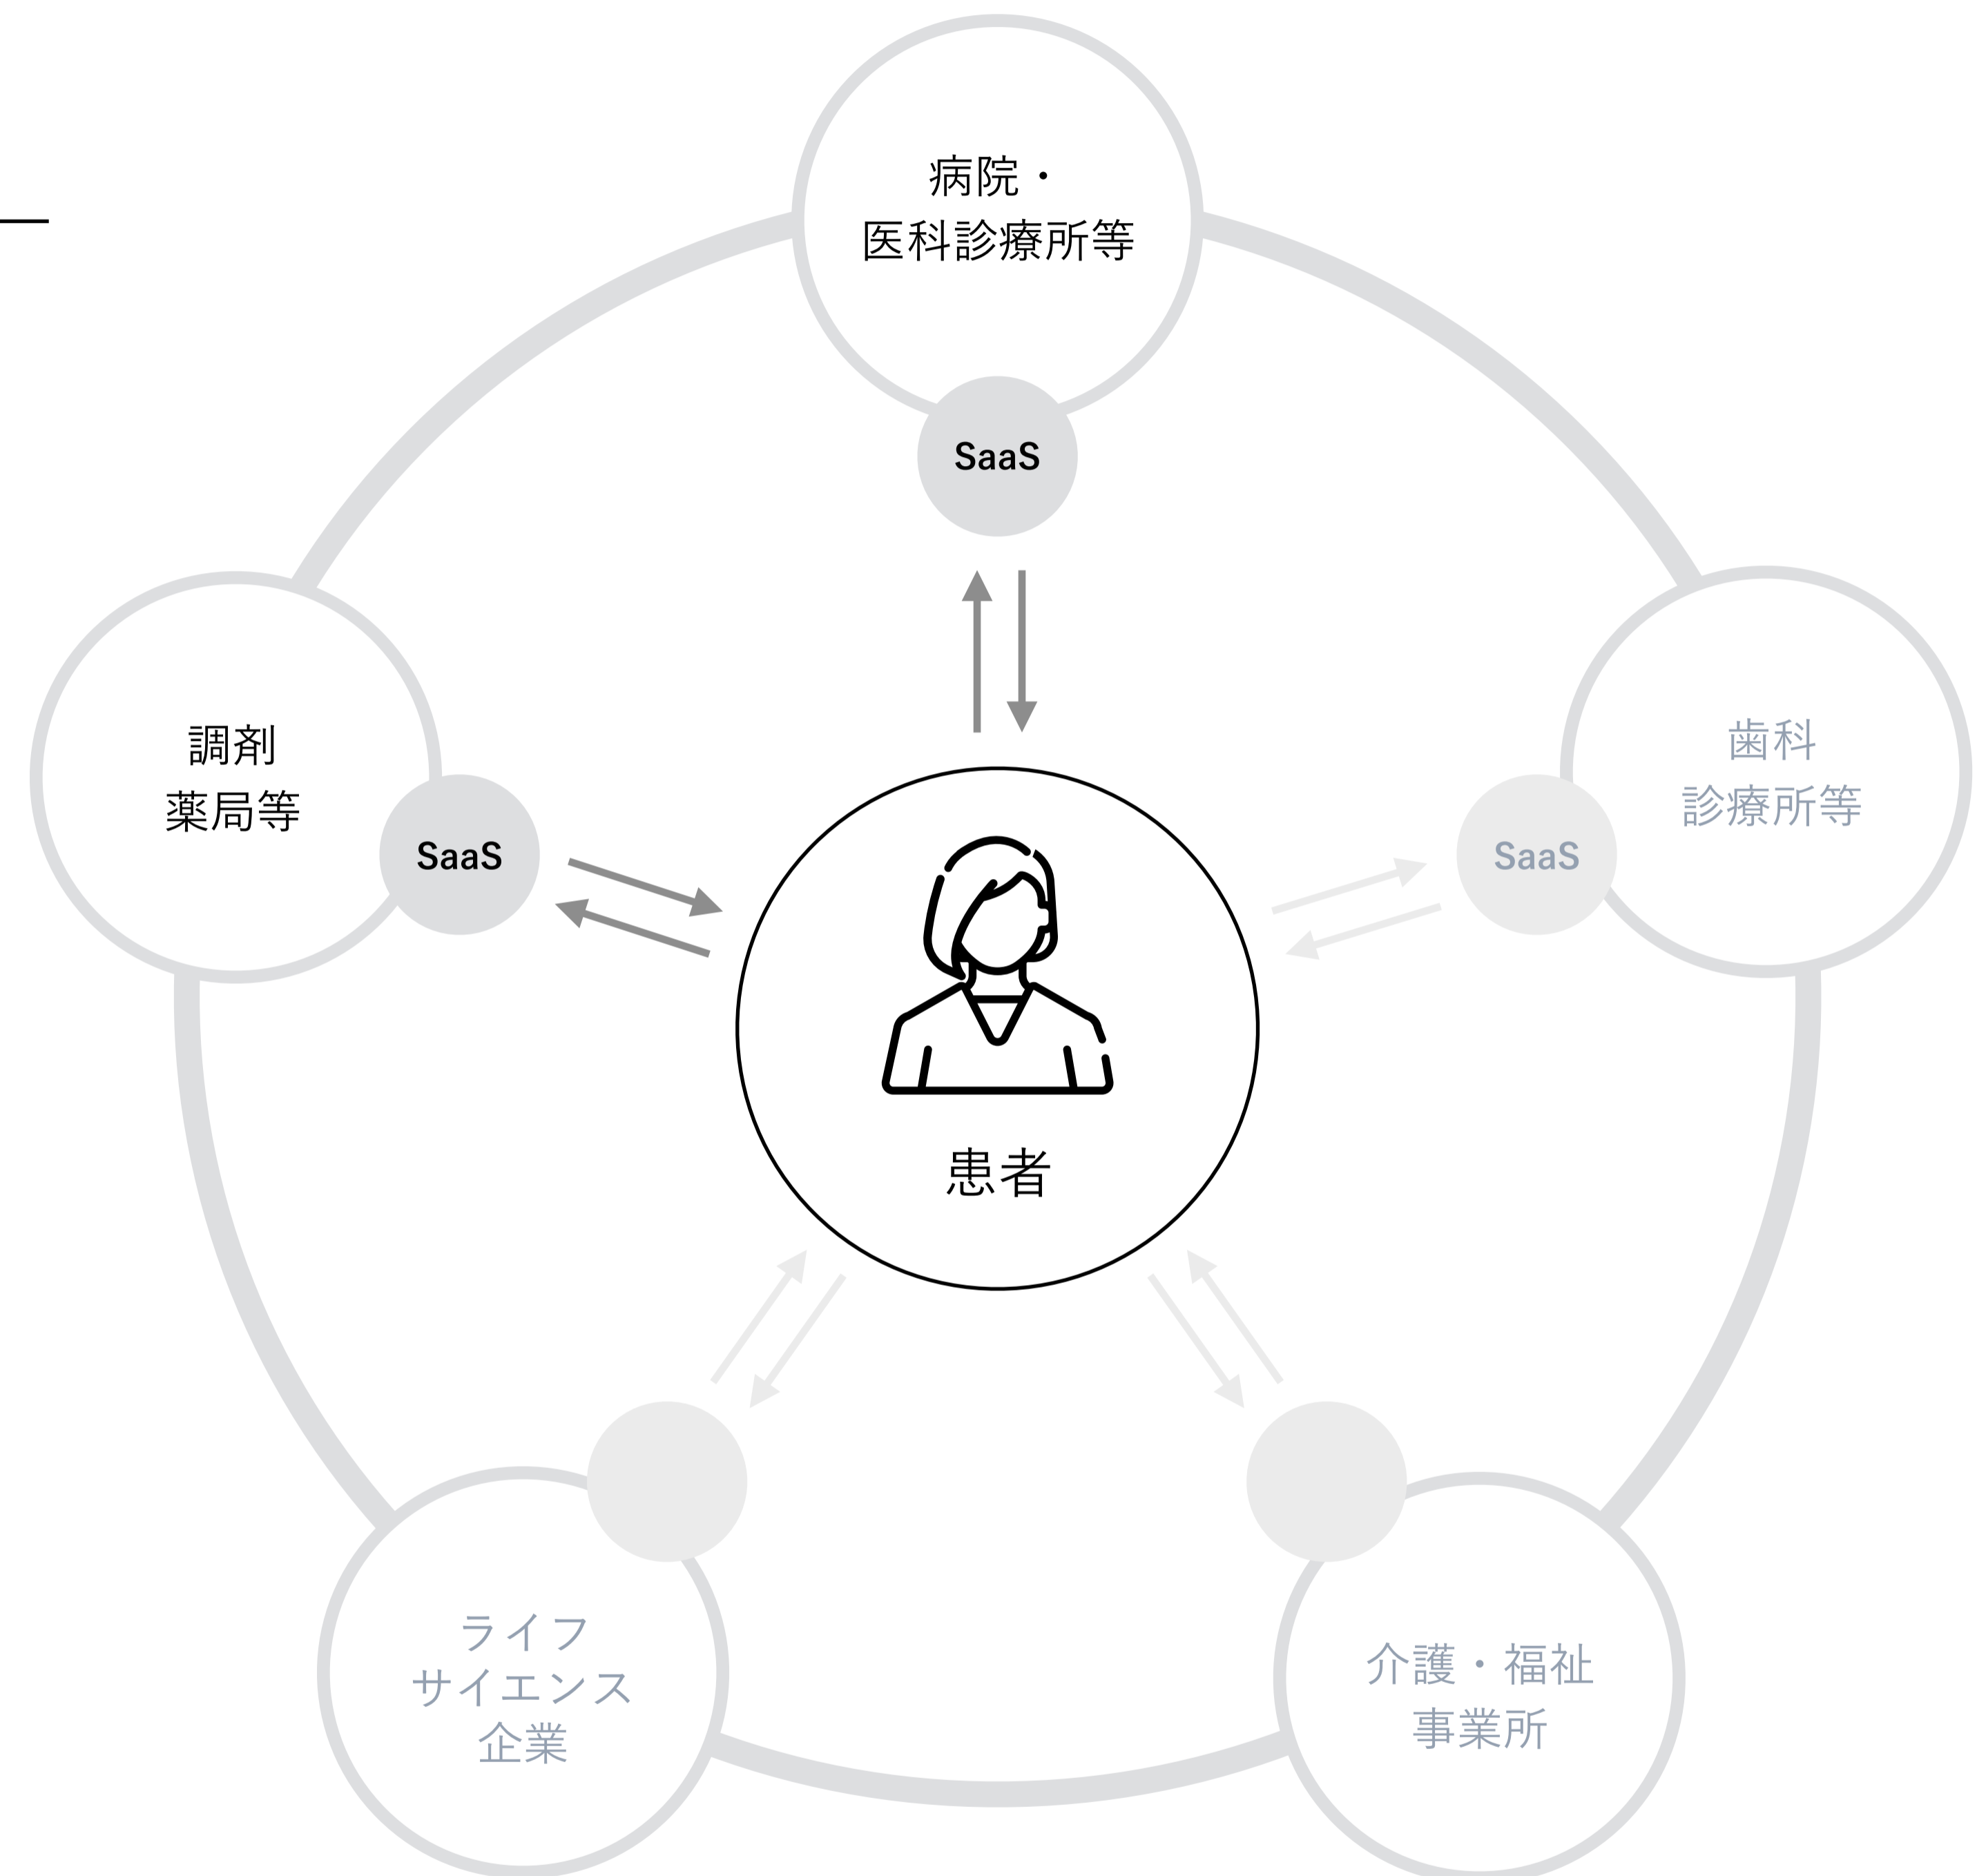 病院・
医科診療所等
SaaS
調剤
薬局等
SaaS
歯科
診療所等
SaaS
患者
ライフ
サイエンス
企業
介護・福祉
事業所